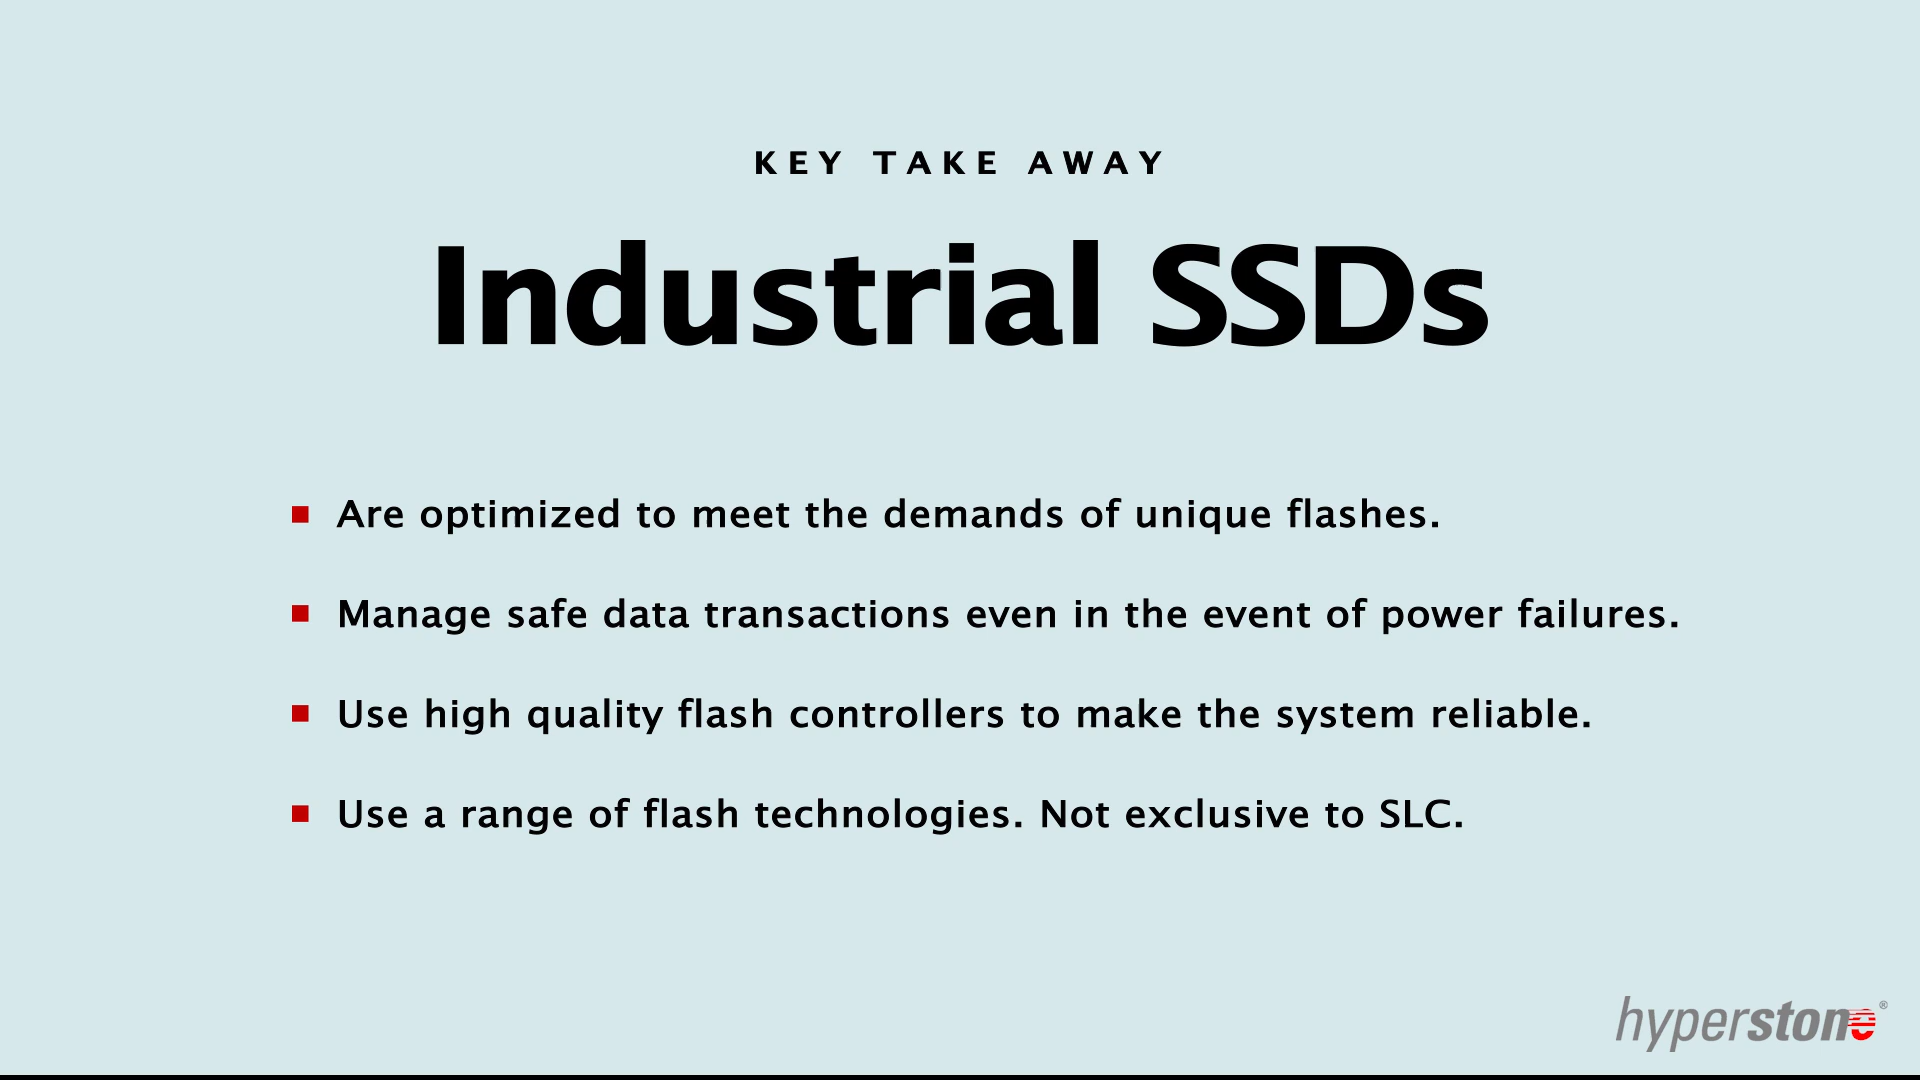 KEY TAKE AWAY
Industrial SSDs
Are optimized to meet the demands of unique flashes.
Manage safe data transactions even in the event of power failures.
Use high quality flash controllers to make the system reliable.
Use a range of flash technologies. Not exclusive to SLC.
hyperstone®